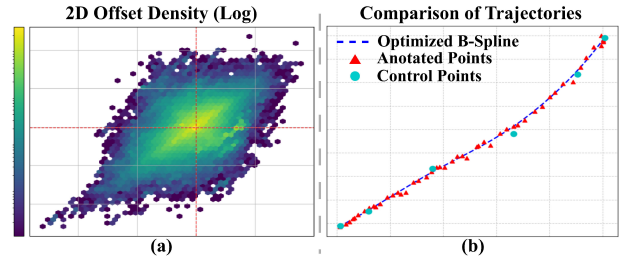 2D Offset Density (Log)
(a)
Comparison of Trajectories
Optimized B-Spline
Anotated Points
Control Points
(b)